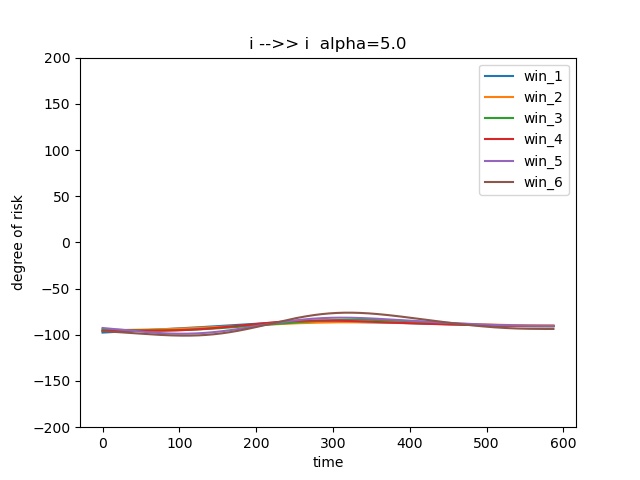 i -->> i  alpha=5.0
200
150
100
50
0
−50
−100
−150
−200
degree of risk
win_1
win_2
win_3
win_4
win_5
win_6
0 100 200 300 400 500 600
time